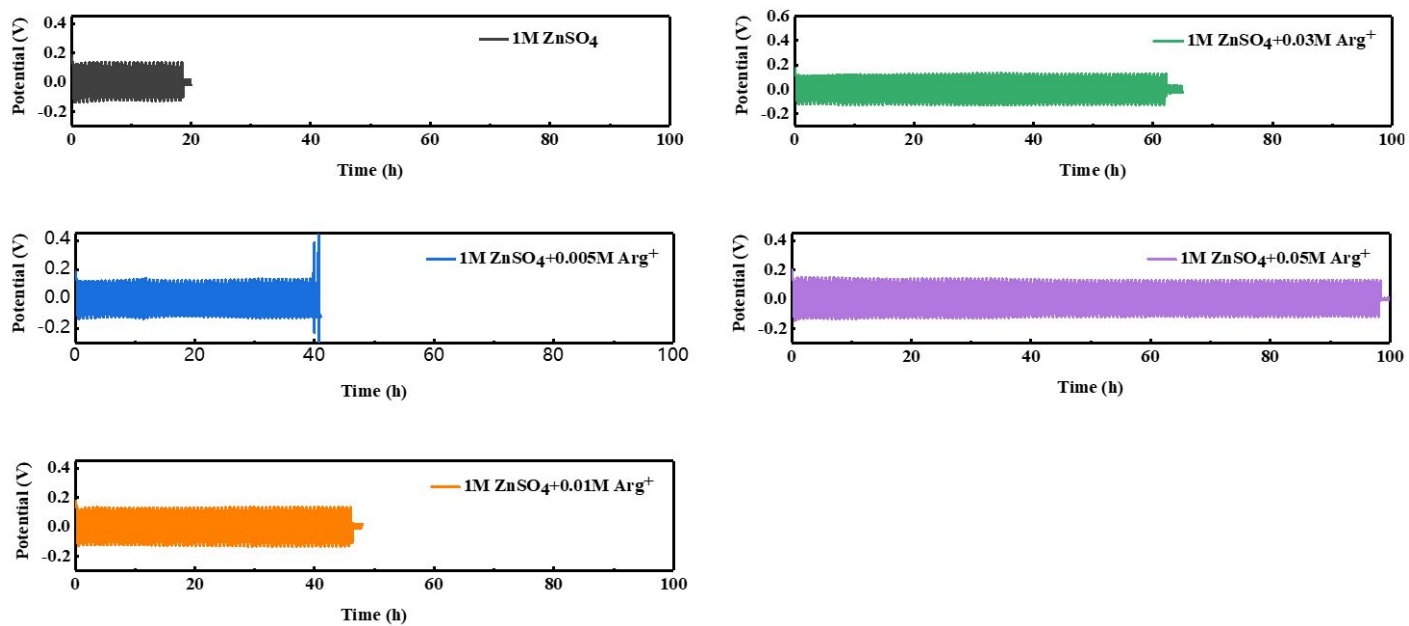 0.4
0.2
0.0
-0.2
Potential (V)
1M ZnSO₄
0 20 40 60 80 100
Time (h)
0.6
0.4
0.2
0.0
-0.2
Potential (V)
1M ZnSO₄+0.03M Arg⁺
0 20 40 60 80 100
Time (h)
0.4
0.2
0.0
-0.2
Potential (V)
1M ZnSO₄+0.005M Arg⁺
0 20 40 60 80 100
Time (h)
0.4
0.2
0.0
-0.2
Potential (V)
1M ZnSO₄+0.05M Arg⁺
0 20 40 60 80 100
Time (h)
0.4
0.2
0.0
-0.2
Potential (V)
1M ZnSO₄+0.01M Arg⁺
0 20 40 60 80 100
Time (h)